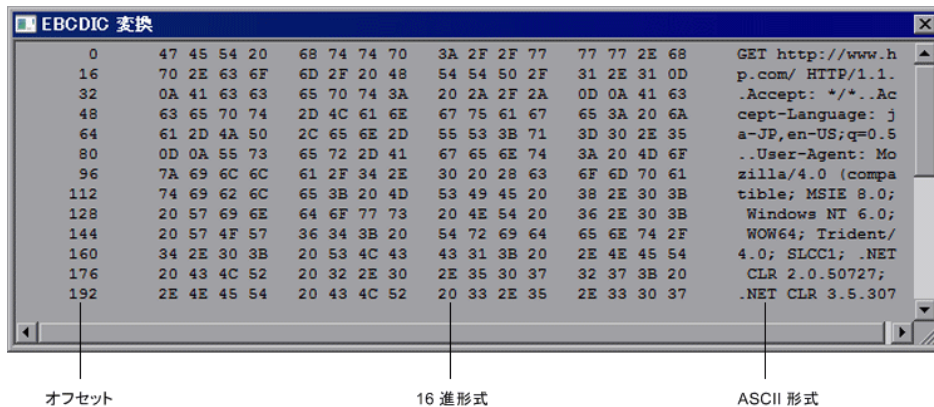 EBCDIC 変換
0 47 45 54 20 68 74 74 70 3A 2F 2F 77 77 77 2E 68 GET http://www.h
16 70 2E 63 6F 6D 2F 20 48 54 54 50 2F 31 2E 31 0D p.com/ HTTP/1.1.
32 0A 41 63 63 65 70 74 3A 20 2A 2F 2A 0D 0A 41 63 .Accept: */*..Ac
48 63 65 70 74 2D 4C 61 6E 67 75 61 67 65 3A 20 6A cept-Language: j
64 61 2D 4A 50 2C 65 6E 2D 55 53 3B 71 3D 30 2E 35 a-JP,en-US;q=0.5
80 0D 0A 55 73 65 72 2D 41 67 65 6E 74 3A 20 4D 6F ..User-Agent: Mo
96 7A 69 6C 6C 61 2F 34 2E 30 20 28 63 6F 6D 70 61 zilla/4.0 (compa
112 74 69 62 6C 65 3B 20 4D 53 49 45 20 38 2E 30 3B tible; MSIE 8.0;
128 20 57 69 6E 64 6F 77 73 20 4E 54 20 36 2E 30 3B Windows NT 6.0;
144 20 57 4F 57 36 34 3B 20 54 72 69 64 65 6E 74 2F WOW64; Trident/
160 34 2E 30 3B 20 53 4C 43 43 31 3B 20 2E 4E 45 54 4.0; SLCC1; .NET
176 20 43 4C 52 20 32 2E 30 2E 35 30 37 32 37 3B 20 CLR 2.0.50727;
192 2E 4E 45 54 20 43 4C 52 20 33 2E 35 2E 33 30 37 .NET CLR 3.5.307
オフセット 16 進形式 ASCII 形式